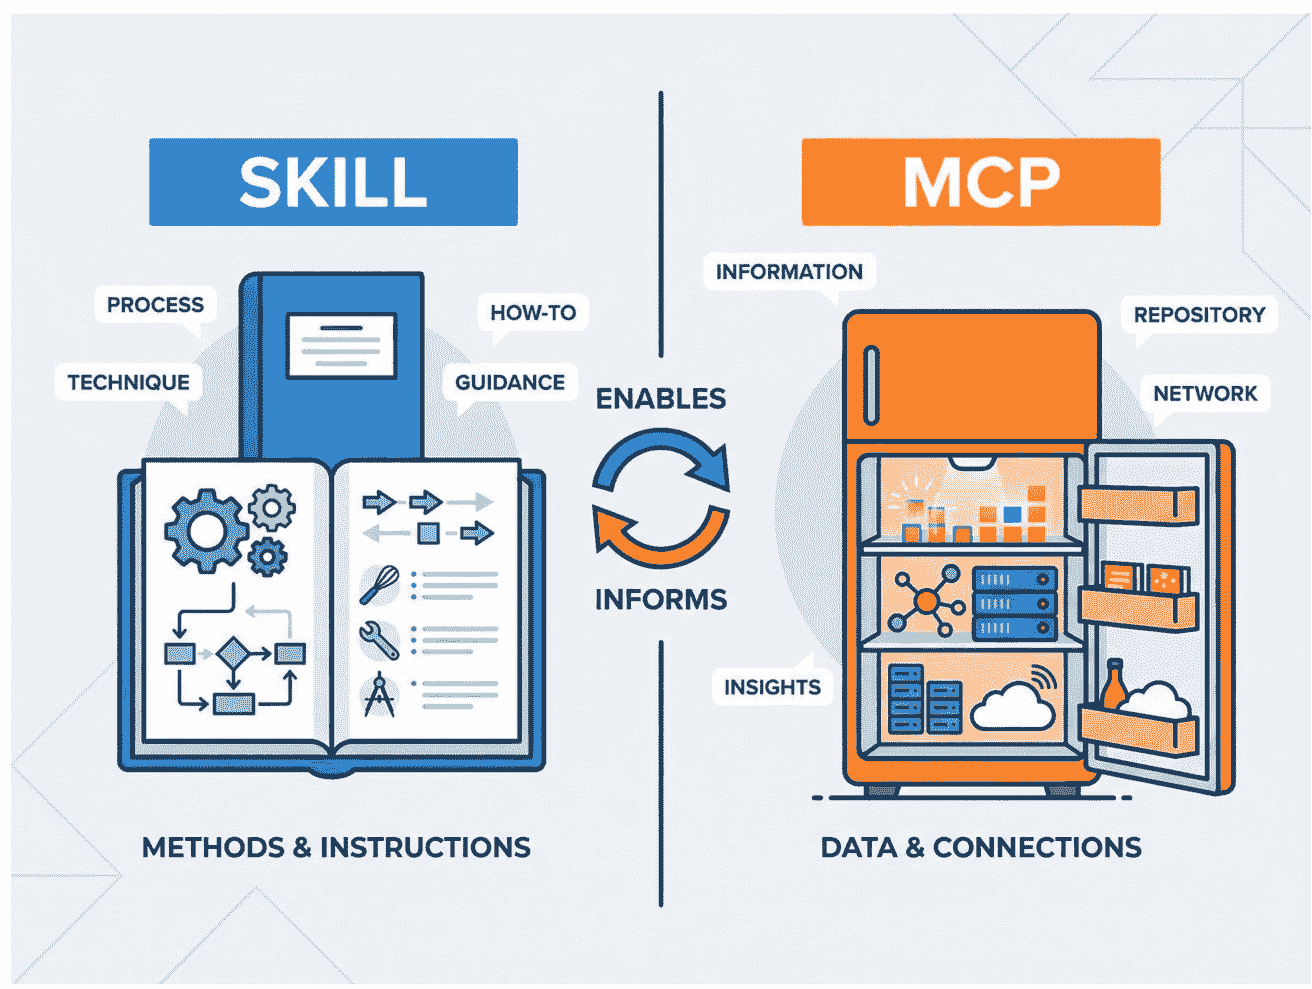 SKILL
PROCESS
HOW-TO
TECHNIQUE
GUIDANCE
METHODS & INSTRUCTIONS
ENABLES
INFORMS
MCP
INFORMATION
REPOSITORY
NETWORK
INSIGHTS
DATA & CONNECTIONS